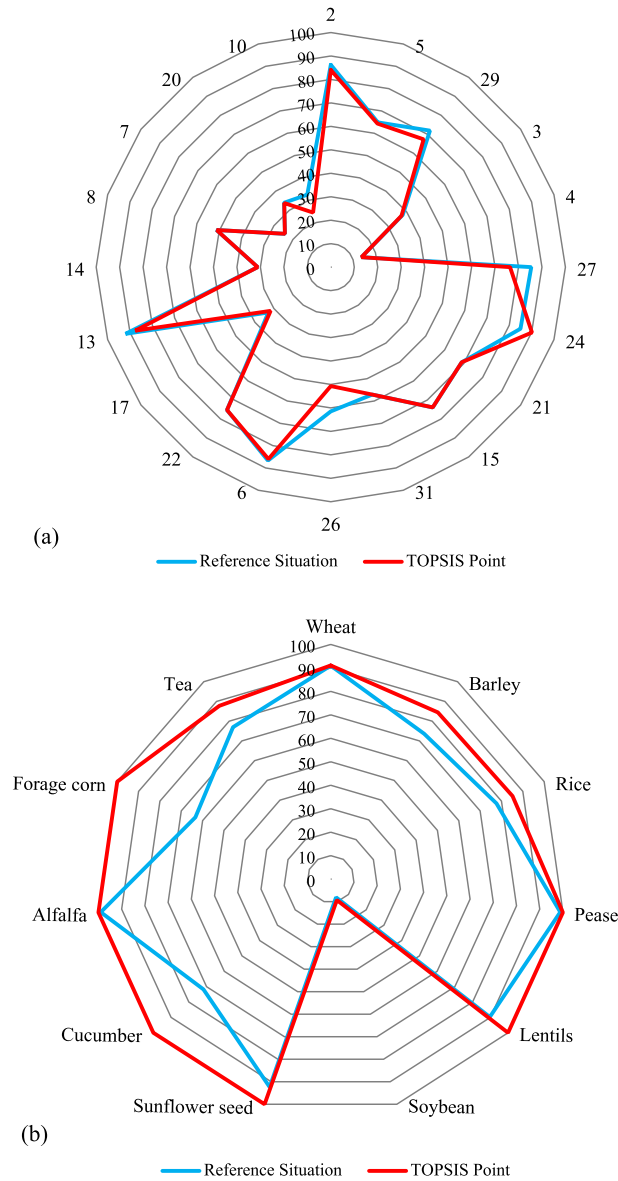 2
5
29
3
4
27
24
21
15
31
26
6
22
17
13
14
8
7
20
10
100
90
80
70
60
50
40
30
20
10
0
(a)
Reference Situation TOPSIS Point
Wheat
Barley
Rice
Pease
Lentils
Soybean
Sunflower seed
Cucumber
Alfalfa
Forage corn
Tea
100
90
80
70
60
50
40
30
20
10
0
(b)
Reference Situation TOPSIS Point